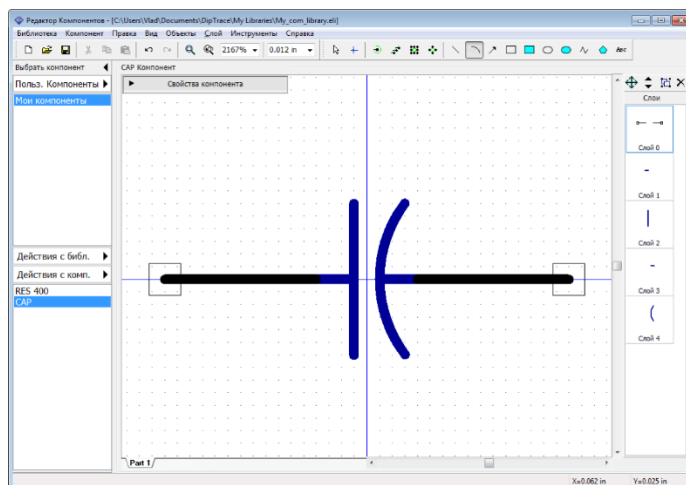 Редактор Компонентов - [C:\Users\Vlad\Documents\DipTrace\My Libraries\My_com_library.eli]
Библиотека Компонент Правка Вид Объекты Слой Инструменты Справка
2167% 0.012 in Abc
Выбрать компонент CAP Компонент
Польз. Компоненты Свойства компонента
Мои компоненты Слои
Слой 0
Слой 1
Слой 2
Действия с библ. Слой 3
Действия с комп.
RES 400
CAP
Слой 4
Part 1
X=0.062 in Y=0.025 in